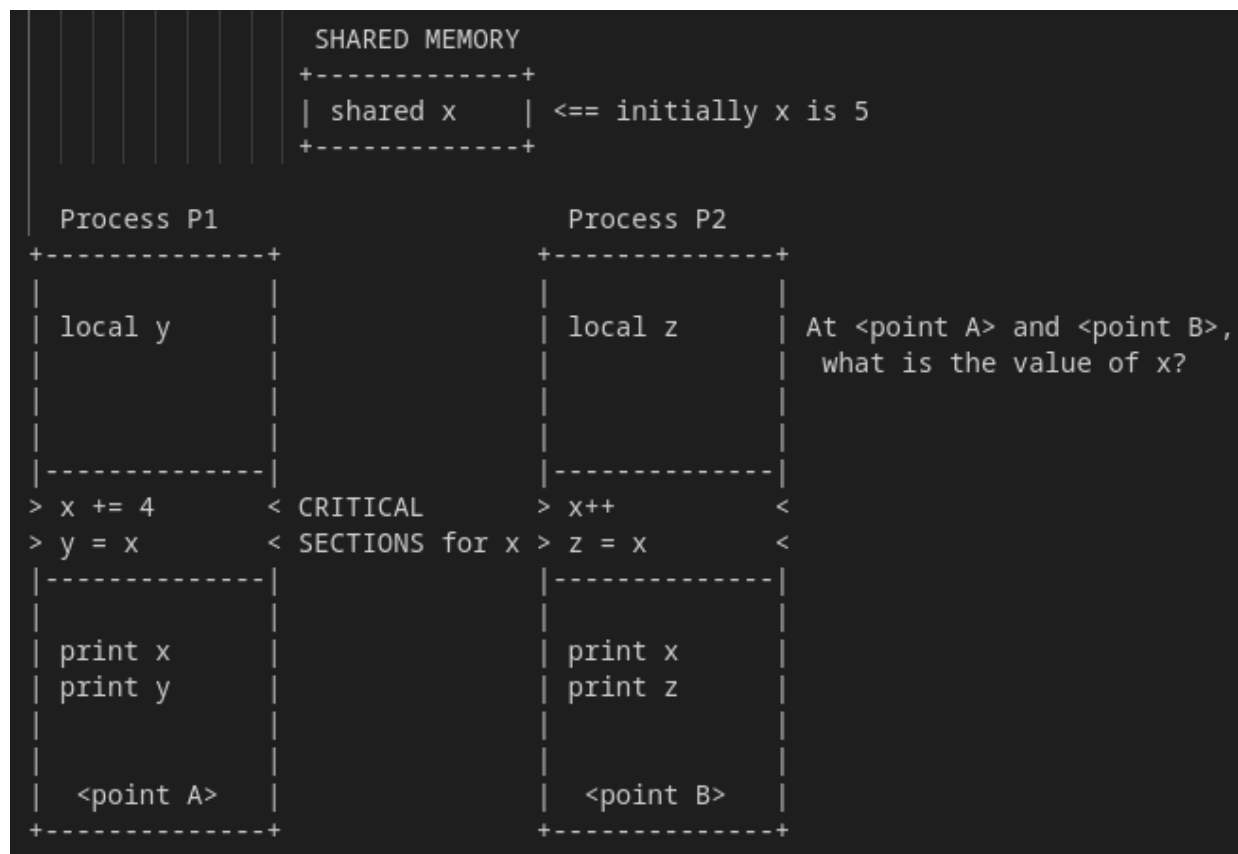 SHARED MEMORY
+-------------+
| shared x    | <== initially x is 5
+-------------+
Process P1                      Process P2
+--------------+                +--------------+
|              |                |              |
| local y      |                | local z      | At <point A> and <point B>,
|              |                |              |  what is the value of x?
|              |                |              |
|              |                |              |
|--------------|                |--------------|
> x += 4       < CRITICAL       > x++          <
> y = x        < SECTIONS for x > z = x        <
|--------------|                |--------------|
|              |                |              |
| print x      |                | print x      |
| print y      |                | print z      |
|              |                |              |
|              |                |              |
|  <point A>   |                |  <point B>   |
+--------------+                +--------------+